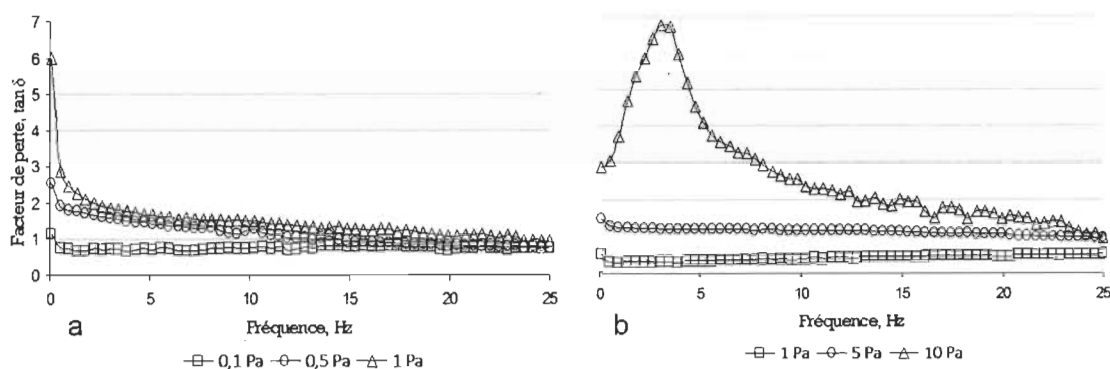 Facteur de perte, tan δ
7
6
5
4
3
2
1
0
0 5 10 15 20 25
a
Fréquence, Hz
0,1 Pa 0,5 Pa 1 Pa
0 5 10 15 20 25
b
Fréquence, Hz
1 Pa 5 Pa 10 Pa